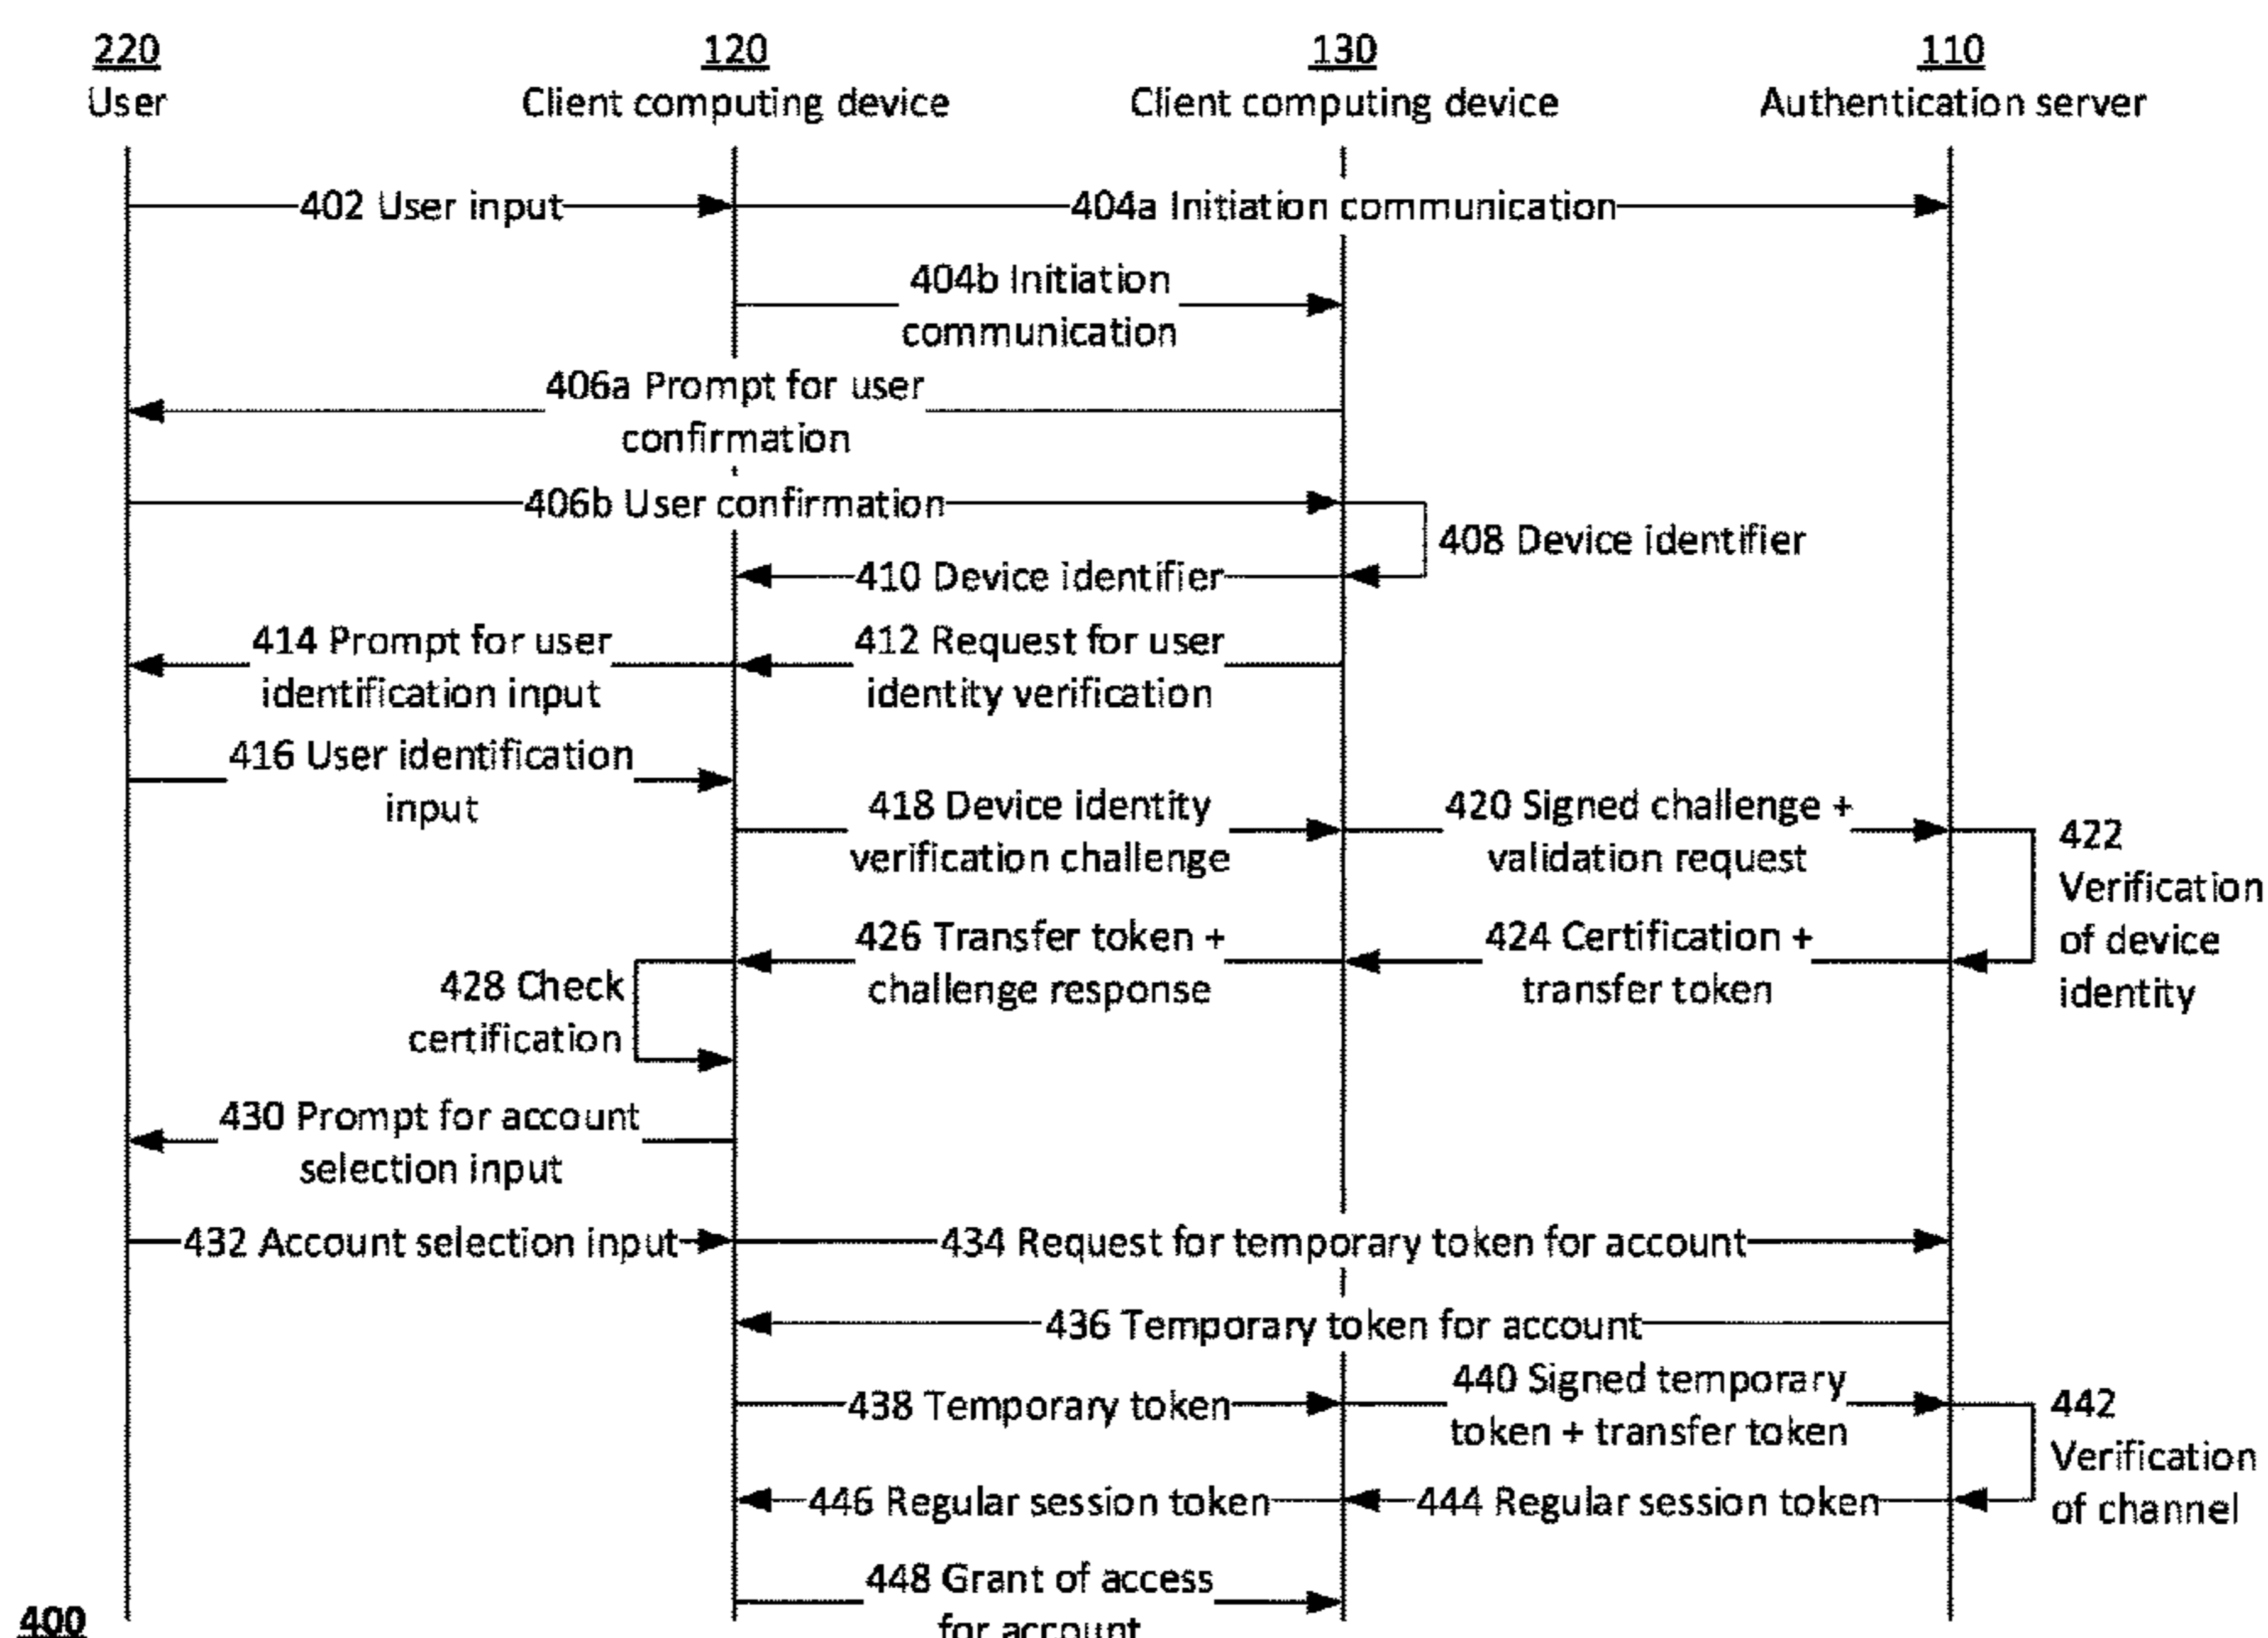 220
User
120
Client computing device
130
Client computing device
110
Authentication server
402 User input
404a Initiation communication
404b Initiation
communication
406a Prompt for user
confirmation
406b User confirmation
408 Device identifier
410 Device identifier
414 Prompt for user
identification input
412 Request for user
identity verification
416 User identification
input
418 Device identity
verification challenge
420 Signed challenge +
validation request
422
Verification
of device
identity
426 Transfer token +
challenge response
424 Certification +
transfer token
428 Check
certification
430 Prompt for account
selection input
432 Account selection input
434 Request for temporary token for account
436 Temporary token for account
438 Temporary token
440 Signed temporary
token + transfer token
442
Verification
of channel
446 Regular session token
444 Regular session token
448 Grant of access
for account
400